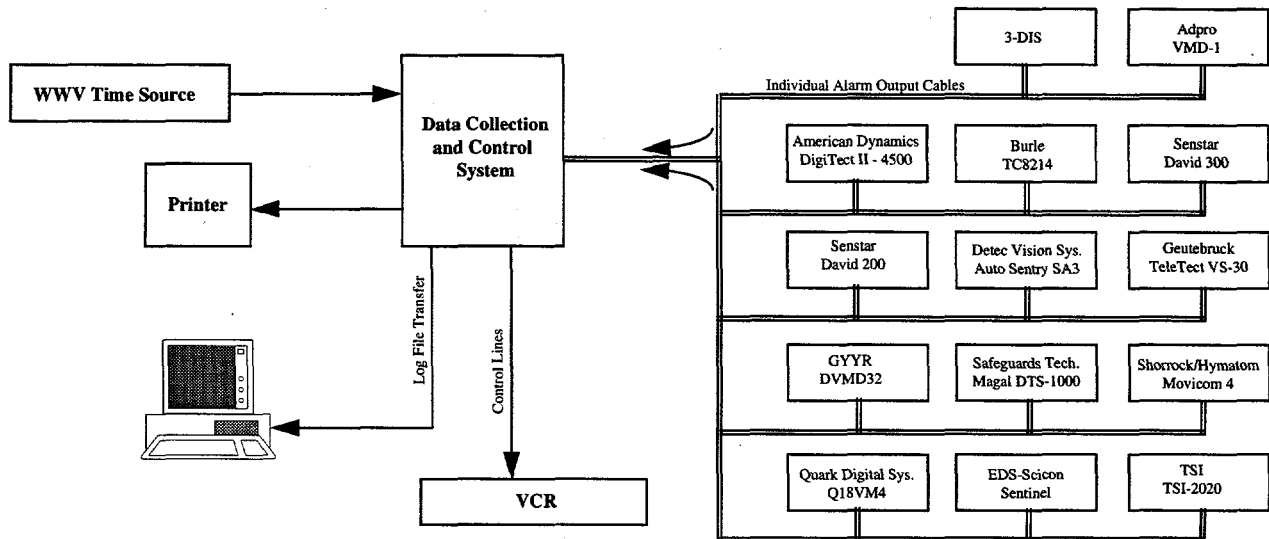 3-DIS
Adpro
VMD-1
WWV Time Source
Individual Alarm Output Cables
Data Collection
and Control
System
American Dynamics
DigiTect II - 4500
Burle
TC8214
Senstar
David 300
Printer
Senstar
David 200
Detec Vision Sys.
Auto Sentry SA3
Geutebruck
TeleTect VS-30
Log File Transfer
Control Lines
GYYR
DVMD32
Safeguards Tech.
Magal DTS-1000
Shorrock/Hymatom
Movicom 4
Quark Digital Sys.
Q18VM4
EDS-Scicon
Sentinel
TSI
TSI-2020
VCR